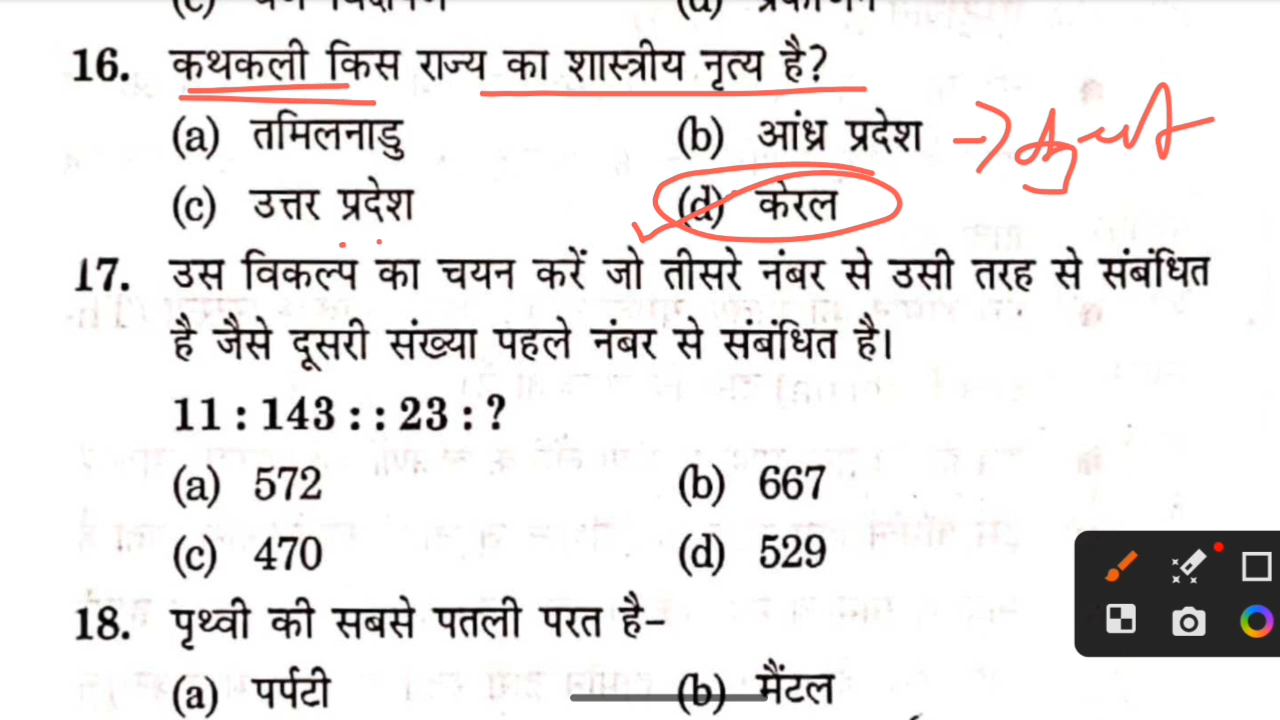 16. कथकली किस राज्य का शास्त्रीय नृत्य है?
(a) तमिलनाडु (b) आंध्र प्रदेश
(c) उत्तर प्रदेश (d) केरल
17. उस विकल्प का चयन करें जो तीसरे नंबर से उसी तरह से संबंधित
है जैसे दूसरी संख्या पहले नंबर से संबंधित है।
11 : 143 : : 23 : ?
(a) 572 (b) 667
(c) 470 (d) 529
18. पृथ्वी की सबसे पतली परत है–
(a) पर्पटी (b) मैंटल